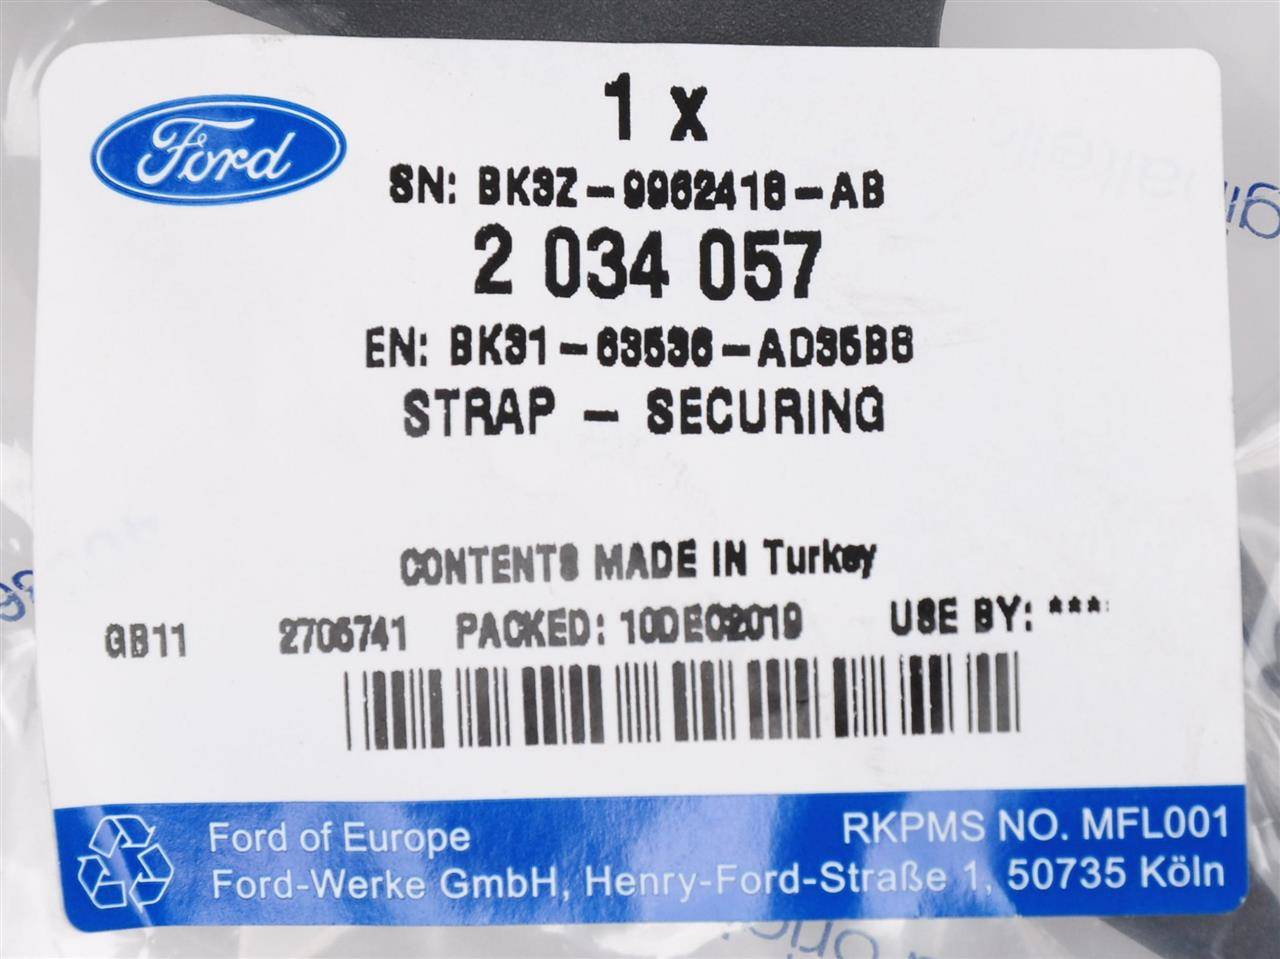 Ford
1 x
SN: BK3Z-9962416-AB
2 034 057
EN: BK31-63536-AD35B8
STRAP - SECURING
CONTENTS MADE IN Turkey
GB11 2705741 PACKED: 10DEC2019 USE BY: ***
Ford of Europe RKPMS NO. MFL001
Ford-Werke GmbH, Henry-Ford-Straße 1, 50735 Köln